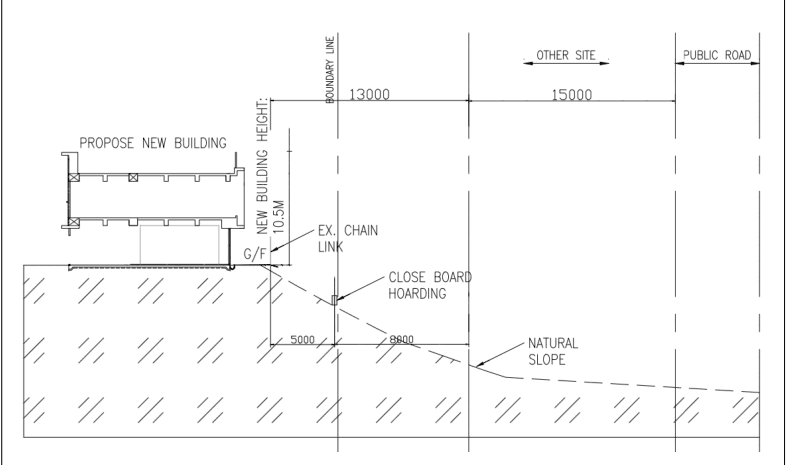 BOUNDARY LINE
OTHER SITE
PUBLIC ROAD
13000
15000
PROPOSE NEW BUILDING
NEW BUILDING HEIGHT:
10.5M
EX. CHAIN
LINK
G/F
CLOSE BOARD
HOARDING
5000
8000
NATURAL
SLOPE